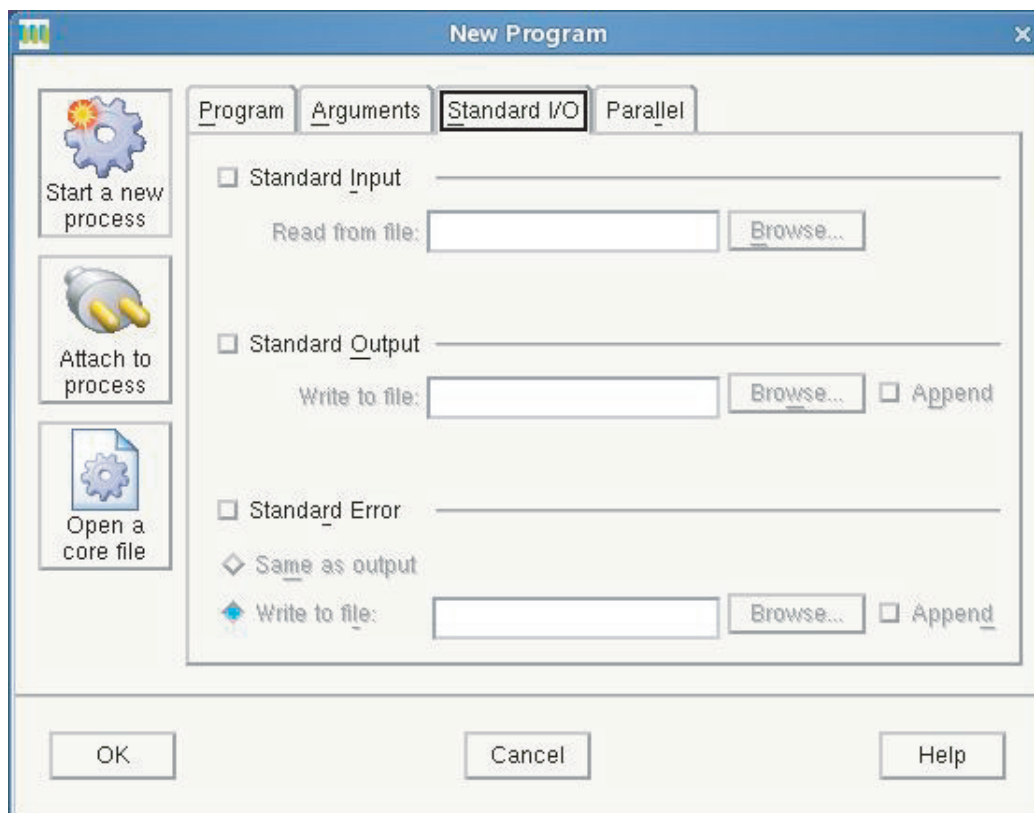 New Program
Start a new
process
Attach to
process
Open a
core file
Program Arguments Standard I/O Parallel
Standard Input
Read from file: Browse...
Standard Output
Write to file: Browse... Append
Standard Error
Same as output
Write to file: Browse... Append
OK Cancel Help